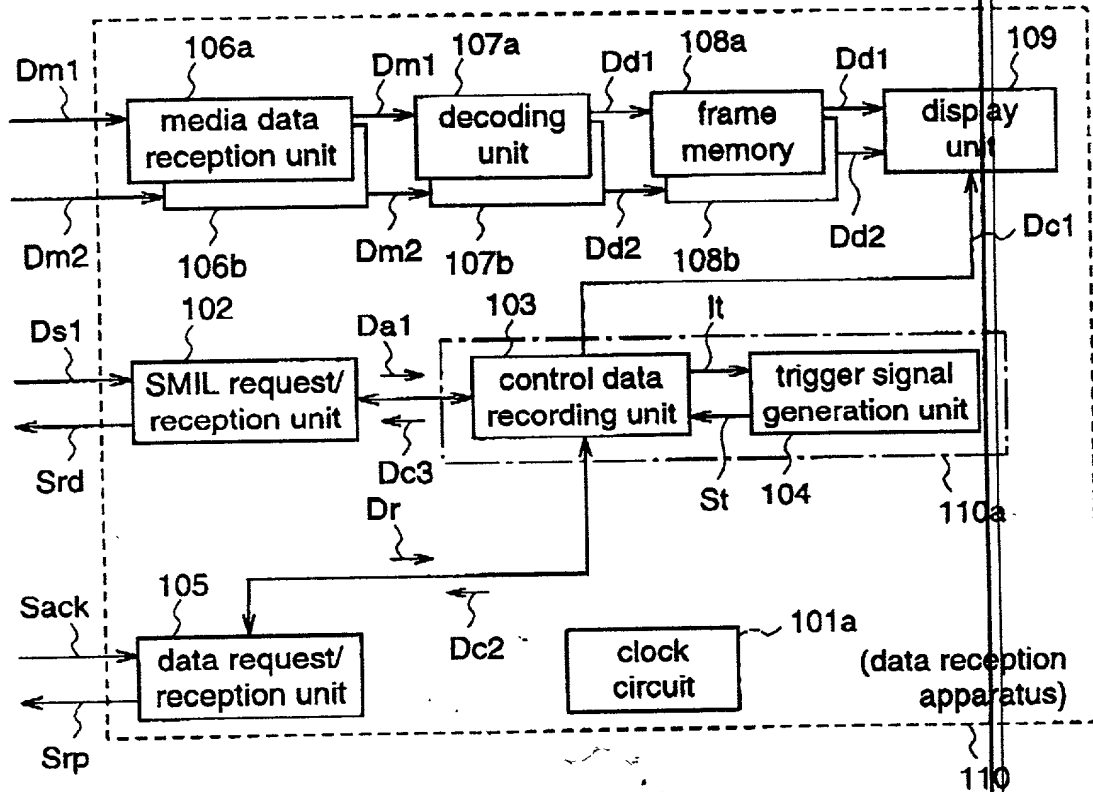 106a
107a
108a
109
Dm1
Dm1
Dd1
Dd1
media data
reception unit
decoding
unit
frame
memory
display
unit
Dm2
106b
Dm2
107b
Dd2
108b
Dd2
Dc1
102
103
Ds1
Da1
It
SMIL request/
reception unit
control data
recording unit
trigger signal
generation unit
Srd
Dc3
St
104
110a
Dr
105
Sack
Dc2
101a
data request/
reception unit
clock
circuit
(data reception
apparatus)
Srp
110